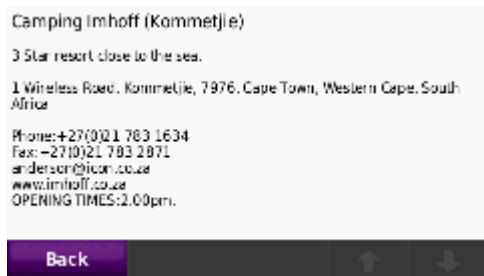 Camping Imhoff (Kommetjie)
3 Star resort close to the sea.
1 Wireless Road, Kommetjie, 7976, Cape Town, Western Cape, South
Africa
Phone:+27(0)21 783 1634
Fax:+27(0)21 783 2871
anderson@icon.co.za
www.imhoff.co.za
OPENING TIMES:2.00pm.
Back